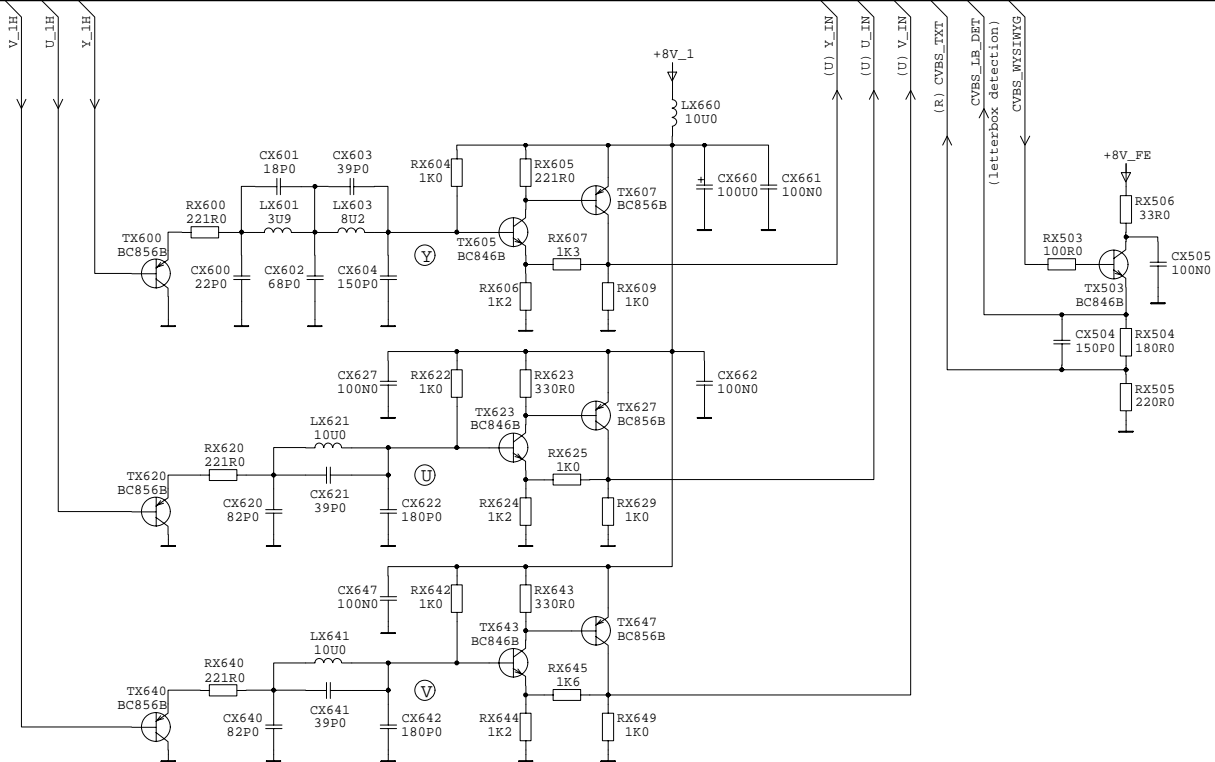 V_1H
U_1H
Y_1H
(U) Y_IN
(U) U_IN
(U) V_IN
(R) CVBS_TXT
CVBS_LB_DET
(letterbox detection)
CVBS_WYSIWYG
+8V_1
LX660
10U0
CX601
18P0
CX603
39P0
RX604
1K0
RX605
221R0
TX607
BC856B
CX660
100U0
CX661
100N0
+8V_FE
RX506
33R0
RX600
221R0
LX601
3U9
LX603
8U2
TX600
BC856B
Y
TX605
BC846B
RX607
1K3
RX503
100R0
CX505
100N0
TX503
BC846B
CX600
22P0
CX602
68P0
CX604
150P0
RX606
1K2
RX609
1K0
CX504
150P0
RX504
180R0
RX505
220R0
CX627
100N0
RX622
1K0
RX623
330R0
CX662
100N0
TX627
BC856B
LX621
10U0
TX623
BC846B
RX620
221R0
RX625
1K0
TX620
BC856B
U
CX620
82P0
CX621
39P0
CX622
180P0
RX624
1K2
RX629
1K0
CX647
100N0
RX642
1K0
RX643
330R0
TX647
BC856B
LX641
10U0
TX643
BC846B
RX640
221R0
RX645
1K6
TX640
BC856B
V
CX640
82P0
CX641
39P0
CX642
180P0
RX644
1K2
RX649
1K0